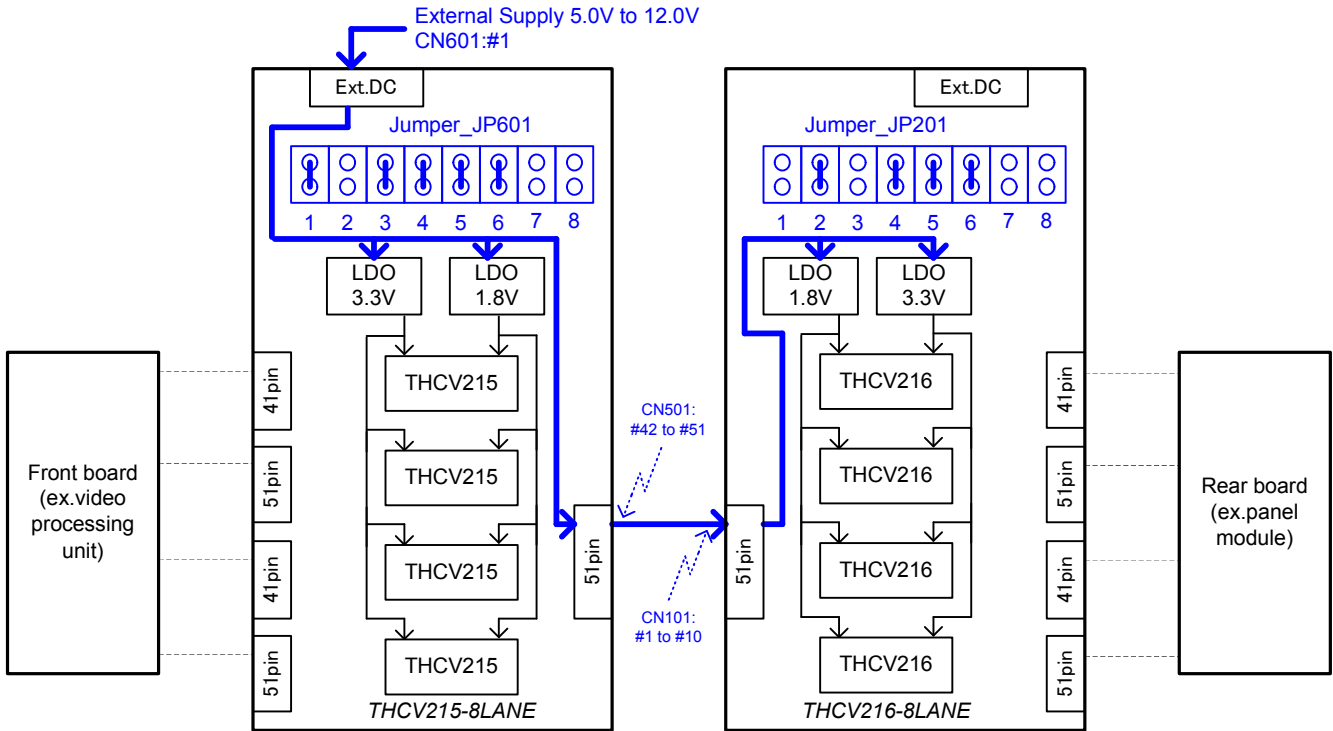 External Supply 5.0V to 12.0V
CN601:#1
Ext.DC
Jumper_JP601
1 2 3 4 5 6 7 8
LDO
3.3V
LDO
1.8V
THCV215
THCV215
THCV215
THCV215
THCV215-8LANE
41pin
51pin
41pin
51pin
51pin
Front board
(ex.video
processing
unit)
CN501:
#42 to #51
CN101:
#1 to #10
Ext.DC
Jumper_JP201
1 2 3 4 5 6 7 8
LDO
1.8V
LDO
3.3V
THCV216
THCV216
THCV216
THCV216
THCV216-8LANE
51pin
41pin
51pin
41pin
51pin
Rear board
(ex.panel
module)